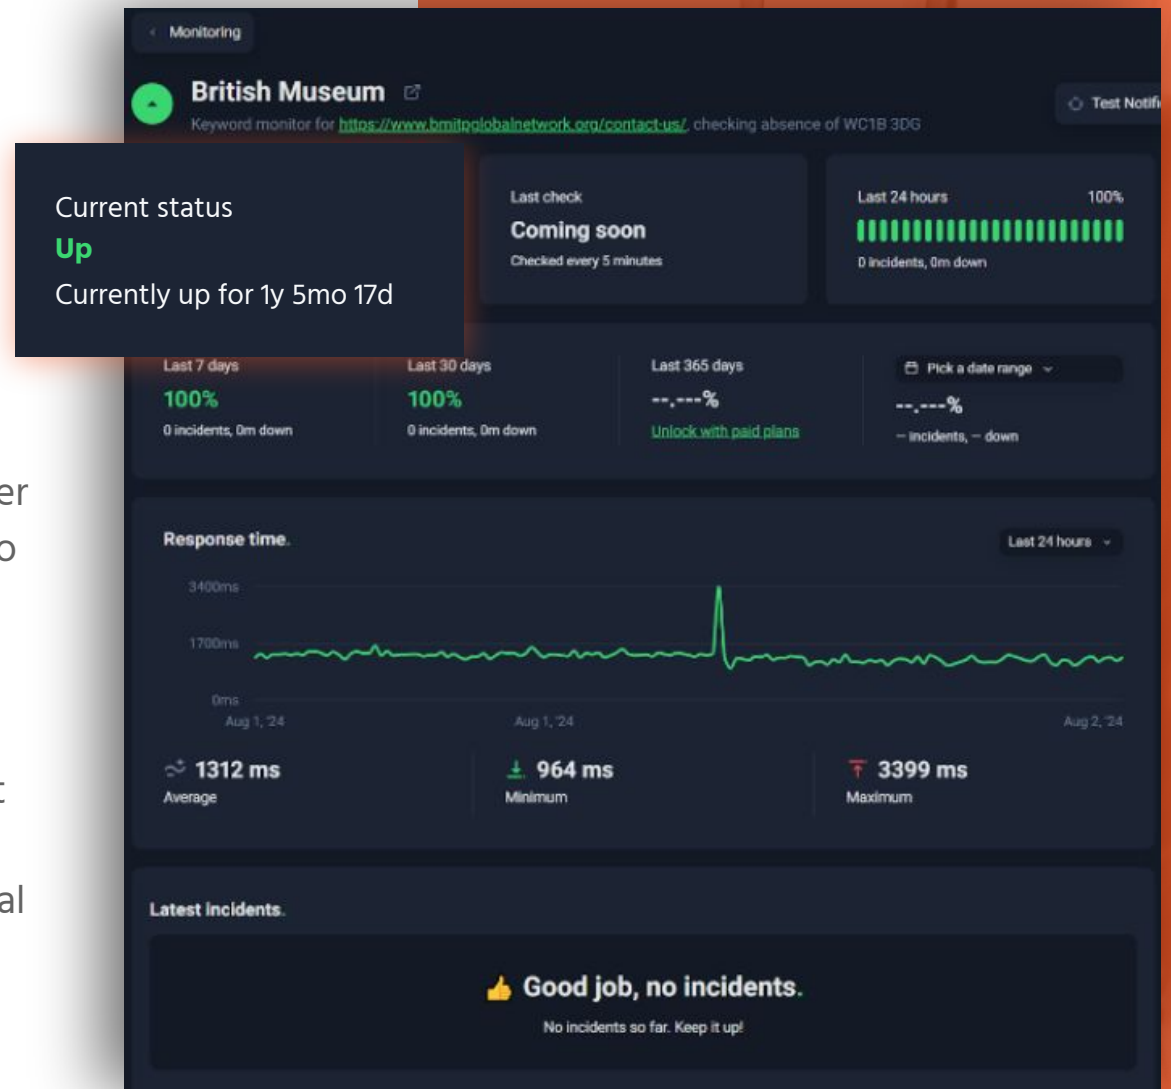 Monitoring
British Museum
Test Notifi
Keyword monitor for https://www.bmitpglobalnetwork.org/contact-us/, checking absence of WC1B 3DG
Current status
Up
Currently up for 1y 5mo 17d
Last check
Coming soon
Checked every 5 minutes
Last 24 hours 100%
0 incidents, 0m down
Last 7 days
100%
0 incidents, 0m down
Last 30 days
100%
0 incidents, 0m down
Last 365 days
--.---%
Unlock with paid plans
Pick a date range
--.---%
– incidents, – down
er
o
t
al
Response time.
Last 24 hours
3400ms
1700ms
0ms
Aug 1, '24 Aug 1, '24 Aug 2, '24
1312 ms
Average
964 ms
Minimum
3399 ms
Maximum
Latest incidents.
👍 Good job, no incidents.
No incidents so far. Keep it up!